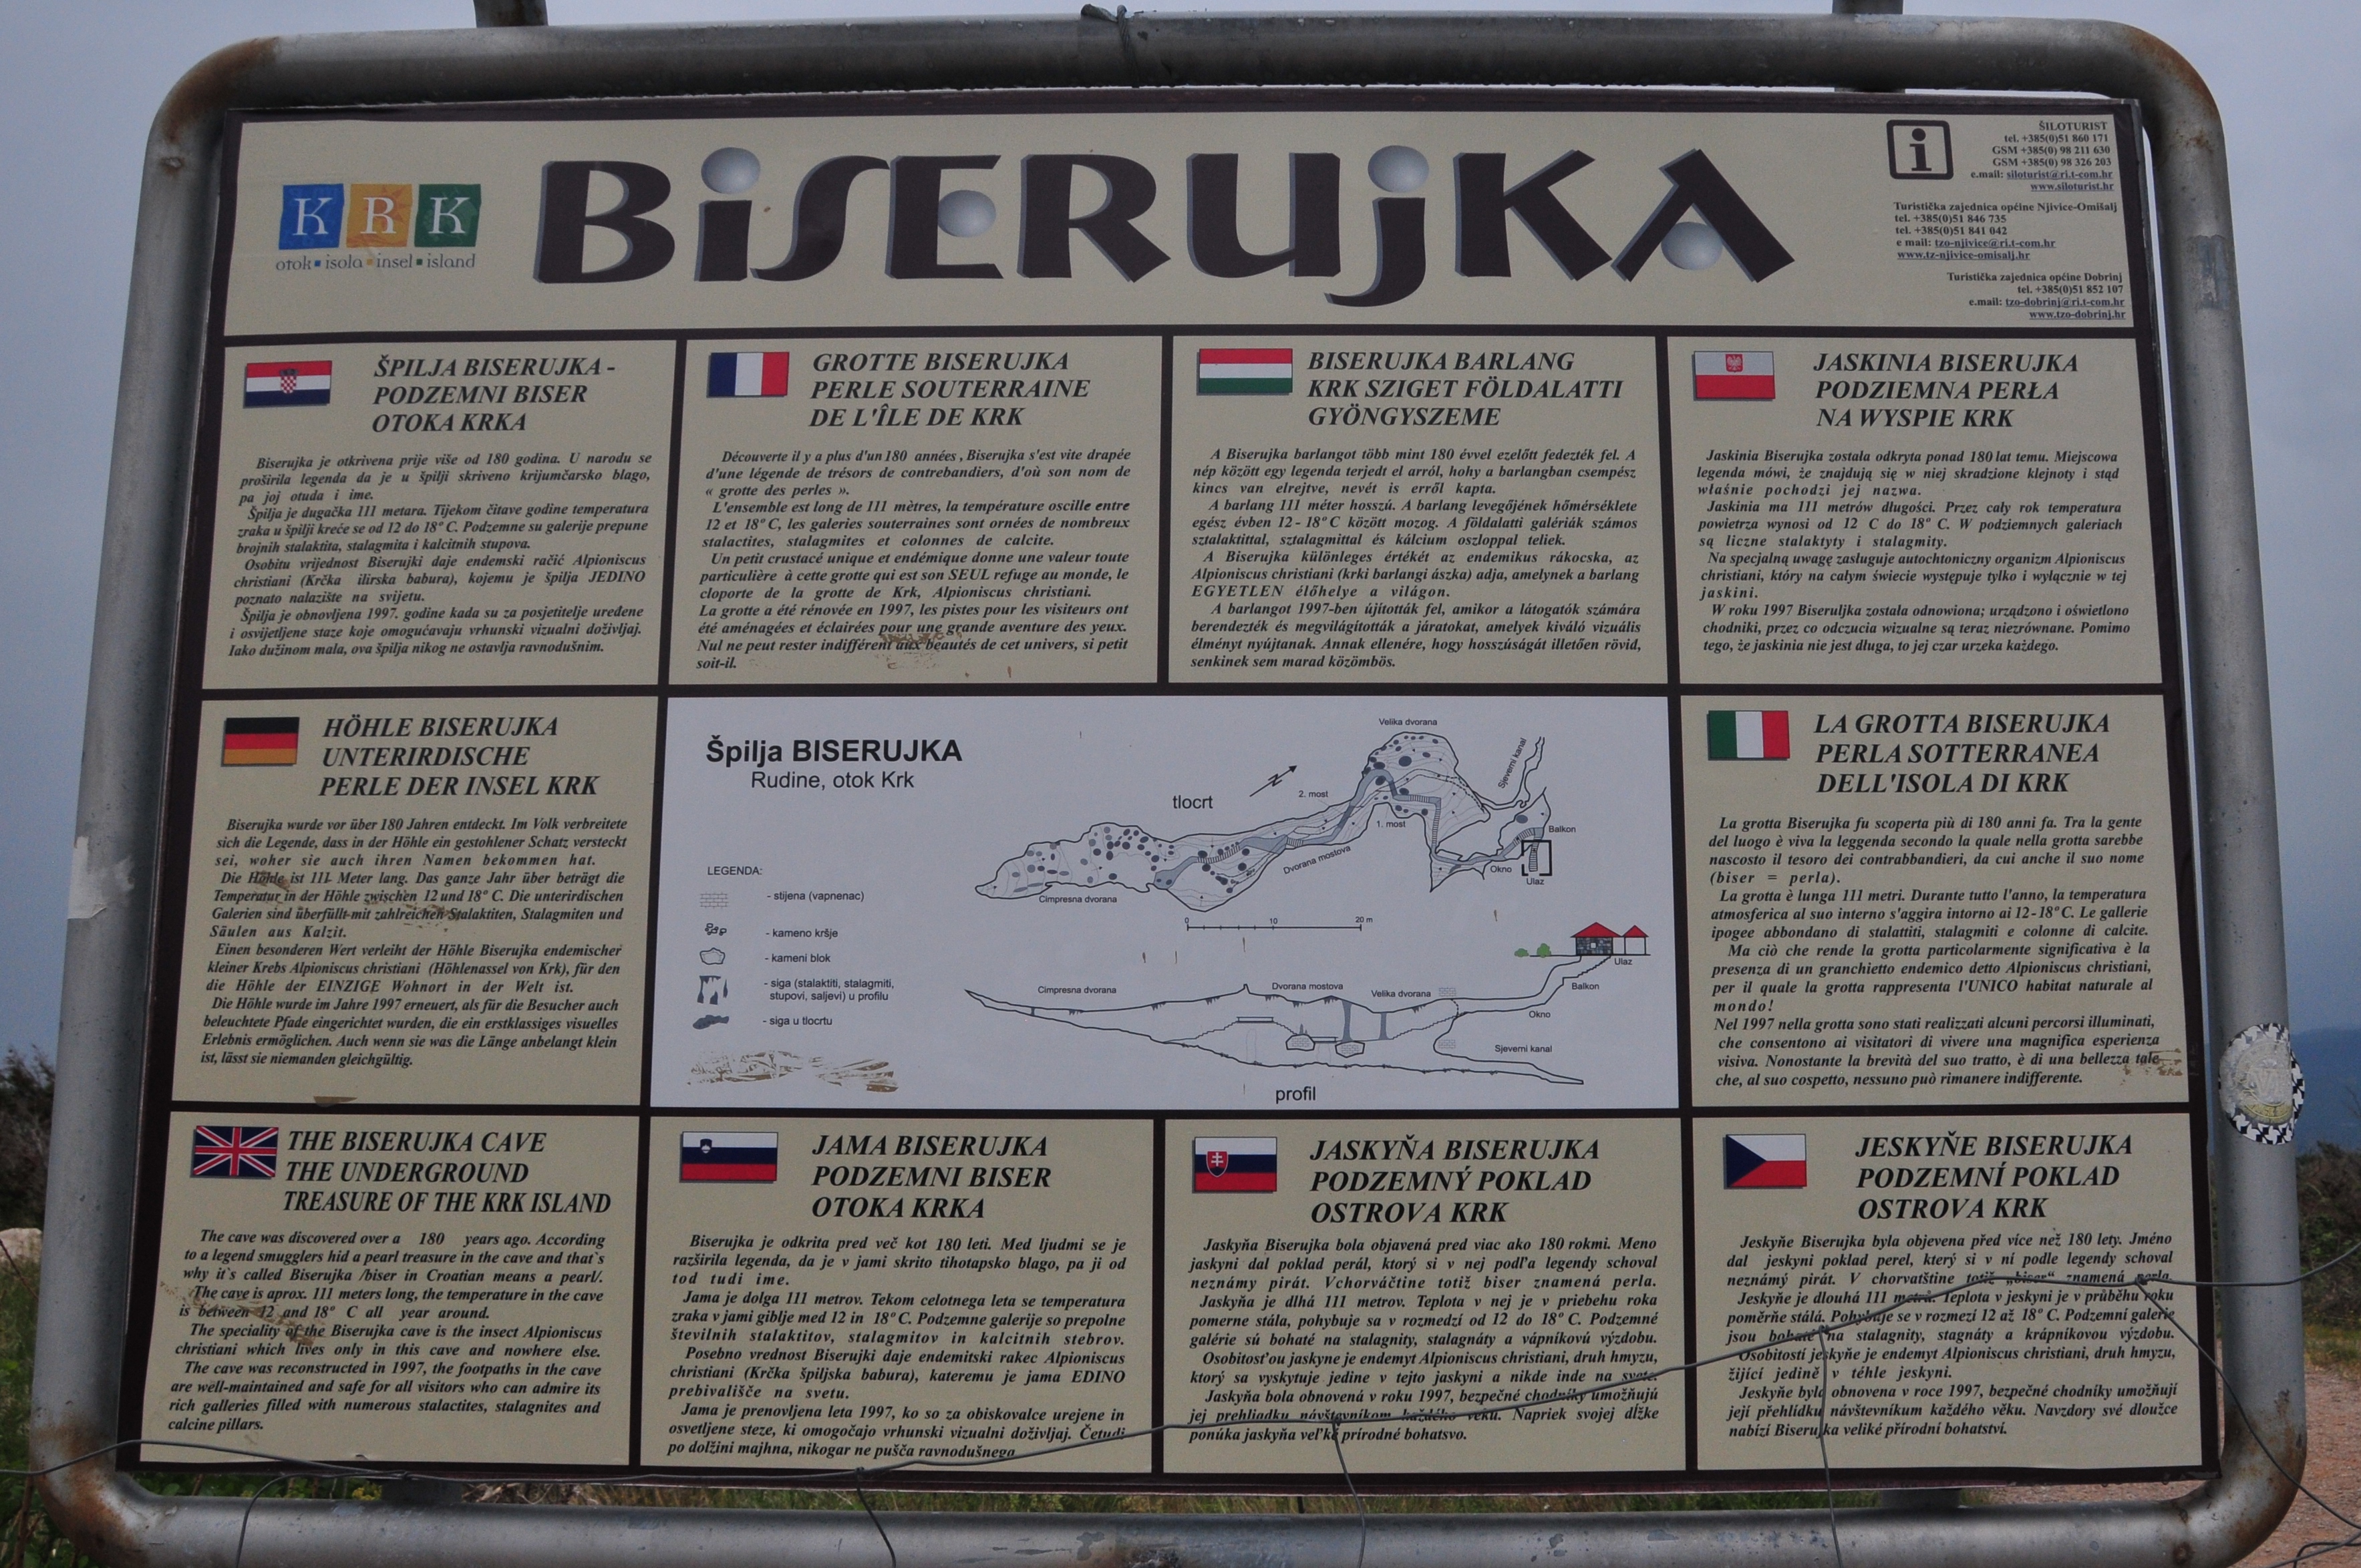 K R K
otok isola insel island
BiSERUjKA
i
ŠILOTURIST
tel. +385(0)51 860 171
GSM +385(0) 98 211 630
GSM +385(0) 98 326 203
e.mail: siloturist@ri.t-com.hr
www.siloturist.hr
Turistička zajednica općine Njivice-Omišalj
tel. +385(0)51 846 735
tel. +385(0)51 841 042
e mail: tzo-njivice@ri.t-com.hr
www.tz-njivice-omisalj.hr
Turistička zajednica općine Dobrinj
tel. +385(0)51 852 107
e.mail: tzo-dobrinj@ri.t-com.hr
www.tzo-dobrinj.hr
ŠPILJA BISERUJKA -
PODZEMNI BISER
OTOKA KRKA
Biserujka je otkrivena prije više od 180 godina. U narodu se
proširila legenda da je u špilji skriveno krijumčarsko blago,
pa joj otuda i ime.
Špilja je dugačka 111 metara. Tijekom čitave godine temperatura
zraka u špilji kreće se od 12 do 18° C. Podzemne su galerije prepune
brojnih stalaktita, stalagmita i kalcitnih stupova.
Osobitu vrijednost Biserujki daje endemski račić Alpioniscus
christiani (Krčka ilirska babura), kojemu je špilja JEDINO
poznato nalazište na svijetu.
Špilja je obnovljena 1997. godine kada su za posjetitelje uređene
i osvijetljene staze koje omogućavaju vrhunski vizualni doživljaj.
Iako dužinom mala, ova špilja nikog ne ostavlja ravnodušnim.
GROTTE BISERUJKA
PERLE SOUTERRAINE
DE L'ÎLE DE KRK
Découverte il y a plus d'un 180 années , Biserujka s'est vite drapée
d'une légende de trésors de contrebandiers, d'où son nom de
« grotte des perles ».
L'ensemble est long de 111 mètres, la température oscille entre
12 et 18° C, les galeries souterraines sont ornées de nombreux
stalactites, stalagmites et colonnes de calcite.
Un petit crustacé unique et endémique donne une valeur toute
particulière à cette grotte qui est son SEUL refuge au monde, le
cloporte de la grotte de Krk, Alpioniscus christiani.
La grotte a été rénovée en 1997, les pistes pour les visiteurs ont
été aménagées et éclairées pour une grande aventure des yeux.
Nul ne peut rester indifférent aux beautés de cet univers, si petit
soit-il.
BISERUJKA BARLANG
KRK SZIGET FÖLDALATTI
GYÖNGYSZEME
A Biserujka barlangot több mint 180 évvel ezelőtt fedezték fel. A
nép között egy legenda terjedt el arról, hohy a barlangban csempész
kincs van elrejtve, nevét is erről kapta.
A barlang 111 méter hosszú. A barlang levegőjének hőmérséklete
egész évben 12 - 18° C között mozog. A földalatti galériák számos
sztalaktittal, sztalagmittal és kálcium oszloppal teliek.
A Biserujka különleges értékét az endemikus rákocska, az
Alpioniscus christiani (krki barlangi ászka) adja, amelynek a barlang
EGYETLEN élőhelye a világon.
A barlangot 1997-ben újították fel, amikor a látogatók számára
berendezték és megvilágították a járatokat, amelyek kiváló vizuális
élményt nyújtanak. Annak ellenére, hogy hosszúságát illetően rövid,
senkinek sem marad közömbös.
JASKINIA BISERUJKA
PODZIEMNA PERŁA
NA WYSPIE KRK
Jaskinia Biserujka została odkryta ponad 180 lat temu. Miejscowa
legenda mówi, że znajdują się w niej skradzione klejnoty i stąd
właśnie pochodzi jej nazwa.
Jaskinia ma 111 metrów długości. Przez cały rok temperatura
powietrza wynosi od 12 C do 18° C. W podziemnych galeriach
są liczne stalaktyty i stalagmity.
Na specjalną uwagę zasługuje autochtoniczny organizm Alpioniscus
christiani, który na całym świecie występuje tylko i wyłącznie w tej
jaskini.
W roku 1997 Biseruljka została odnowiona; urządzono i oświetlono
chodniki, przez co odczucia wizualne są teraz niezrównane. Pomimo
tego, że jaskinia nie jest długa, to jej czar urzeka każdego.
HÖHLE BISERUJKA
UNTERIRDISCHE
PERLE DER INSEL KRK
Biserujka wurde vor über 180 Jahren entdeckt. Im Volk verbreitete
sich die Legende, dass in der Höhle ein gestohlener Schatz versteckt
sei, woher sie auch ihren Namen bekommen hat.
Die Höhle ist 111 Meter lang. Das ganze Jahr über beträgt die
Temperatur in der Höhle zwischen 12 und 18° C. Die unterirdischen
Galerien sind überfüllt mit zahlreichen Stalaktiten, Stalagmiten und
Säulen aus Kalzit.
Einen besonderen Wert verleiht der Höhle Biserujka endemischer
kleiner Krebs Alpioniscus christiani (Höhlenassel von Krk), für den
die Höhle der EINZIGE Wohnort in der Welt ist.
Die Höhle wurde im Jahre 1997 erneuert, als für die Besucher auch
beleuchtete Pfade eingerichtet wurden, die ein erstklassiges visuelles
Erlebnis ermöglichen. Auch wenn sie was die Länge anbelangt klein
ist, lässt sie niemanden gleichgültig.
Špilja BISERUJKA
Rudine, otok Krk
tlocrt
Velika dvorana
Sjeverni kanal
2. most
1. most
Balkon
Dvorana mostova
Okno
Ulaz
Cimpresna dvorana
0 10 20 m
LEGENDA:
- stijena (vapnenac)
- kameno kršje
- kameni blok
- siga (stalaktiti, stalagmiti,
stupovi, saljevi) u profilu
- siga u tlocrtu
Ulaz
Balkon
Cimpresna dvorana
Dvorana mostova
Velika dvorana
Okno
Sjeverni kanal
profil
LA GROTTA BISERUJKA
PERLA SOTTERRANEA
DELL'ISOLA DI KRK
La grotta Biserujka fu scoperta più di 180 anni fa. Tra la gente
del luogo è viva la leggenda secondo la quale nella grotta sarebbe
nascosto il tesoro dei contrabbandieri, da cui anche il suo nome
(biser = perla).
La grotta è lunga 111 metri. Durante tutto l'anno, la temperatura
atmosferica al suo interno s'aggira intorno ai 12 - 18° C. Le gallerie
ipogee abbondano di stalattiti, stalagmiti e colonne di calcite.
Ma ciò che rende la grotta particolarmente significativa è la
presenza di un granchietto endemico detto Alpioniscus christiani,
per il quale la grotta rappresenta l'UNICO habitat naturale al
mondo!
Nel 1997 nella grotta sono stati realizzati alcuni percorsi illuminati,
che consentono ai visitatori di vivere una magnifica esperienza
visiva. Nonostante la brevità del suo tratto, è di una bellezza tale
che, al suo cospetto, nessuno può rimanere indifferente.
THE BISERUJKA CAVE
THE UNDERGROUND
TREASURE OF THE KRK ISLAND
The cave was discovered over a 180 years ago. According
to a legend smugglers hid a pearl treasure in the cave and that`s
why it`s called Biserujka /biser in Croatian means a pearl/.
The cave is aprox. 111 meters long, the temperature in the cave
is between 12 and 18° C all year around.
The speciality of the Biserujka cave is the insect Alpioniscus
christiani which lives only in this cave and nowhere else.
The cave was reconstructed in 1997, the footpaths in the cave
are well-maintained and safe for all visitors who can admire its
rich galleries filled with numerous stalactites, stalagnites and
calcine pillars.
JAMA BISERUJKA
PODZEMNI BISER
OTOKA KRKA
Biserujka je odkrita pred več kot 180 leti. Med ljudmi se je
razširila legenda, da je v jami skrito tihotapsko blago, pa ji od
tod tudi ime.
Jama je dolga 111 metrov. Tekom celotnega leta se temperatura
zraka v jami giblje med 12 in 18° C. Podzemne galerije so prepolne
številnih stalaktitov, stalagmitov in kalcitnih stebrov.
Posebno vrednost Biserujki daje endemitski rakec Alpioniscus
christiani (Krčka špiljska babura), kateremu je jama EDINO
prebivališče na svetu.
Jama je prenovljena leta 1997, ko so za obiskovalce urejene in
osvetljene steze, ki omogočajo vrhunski vizualni doživljaj. Četudi
po dolžini majhna, nikogar ne pušča ravnodušnega
JASKYŇA BISERUJKA
PODZEMNÝ POKLAD
OSTROVA KRK
Jaskyňa Biserujka bola objavená pred viac ako 180 rokmi. Meno
jaskyni dal poklad perál, ktorý si v nej podľa legendy schoval
neznámy pirát. Vchorváčtine totiž biser znamená perla.
Jaskyňa je dlhá 111 metrov. Teplota v nej je v priebehu roka
pomerne stála, pohybuje sa v rozmedzí od 12 do 18° C. Podzemné
galérie sú bohaté na stalagnity, stalagnáty a vápníkovú výzdobu.
Osobitosťou jaskyne je endemyt Alpioniscus christiani, druh hmyzu,
ktorý sa vyskytuje jedine v tejto jaskyni a nikde inde na svete.
Jaskyňa bola obnovená v roku 1997, bezpečné chodníky umožňujú
jej prehliadku návštevníkom každého veku. Napriek svojej dĺžke
ponúka jaskyňa veľké prírodné bohatsvo.
JESKYŇE BISERUJKA
PODZEMNÍ POKLAD
OSTROVA KRK
Jeskyňe Biserujka byla objevena před více než 180 lety. Jméno
dal jeskyni poklad perel, který si v ní podle legendy schoval
neznámý pirát. V chorvatštine totiž „biser“ znamená perla.
Jeskyňe je dlouhá 111 metrů. Teplota v jeskyni je v průběhu roku
poměrňe stálá. Pohybuje se v rozmezí 12 až 18° C. Podzemní galerie
jsou bohaté na stalagnity, stagnáty a krápníkovou výzdobu.
Osobitostí jeskyňe je endemyt Alpioniscus christiani, druh hmyzu,
žijící jedině v téhle jeskyni.
Jeskyňe byla obnovena v roce 1997, bezpečné chodníky umožňují
její přehlídku návštevníkum každého věku. Navzdory své dloužce
nabízí Biserujka veliké přírodní bohatství.